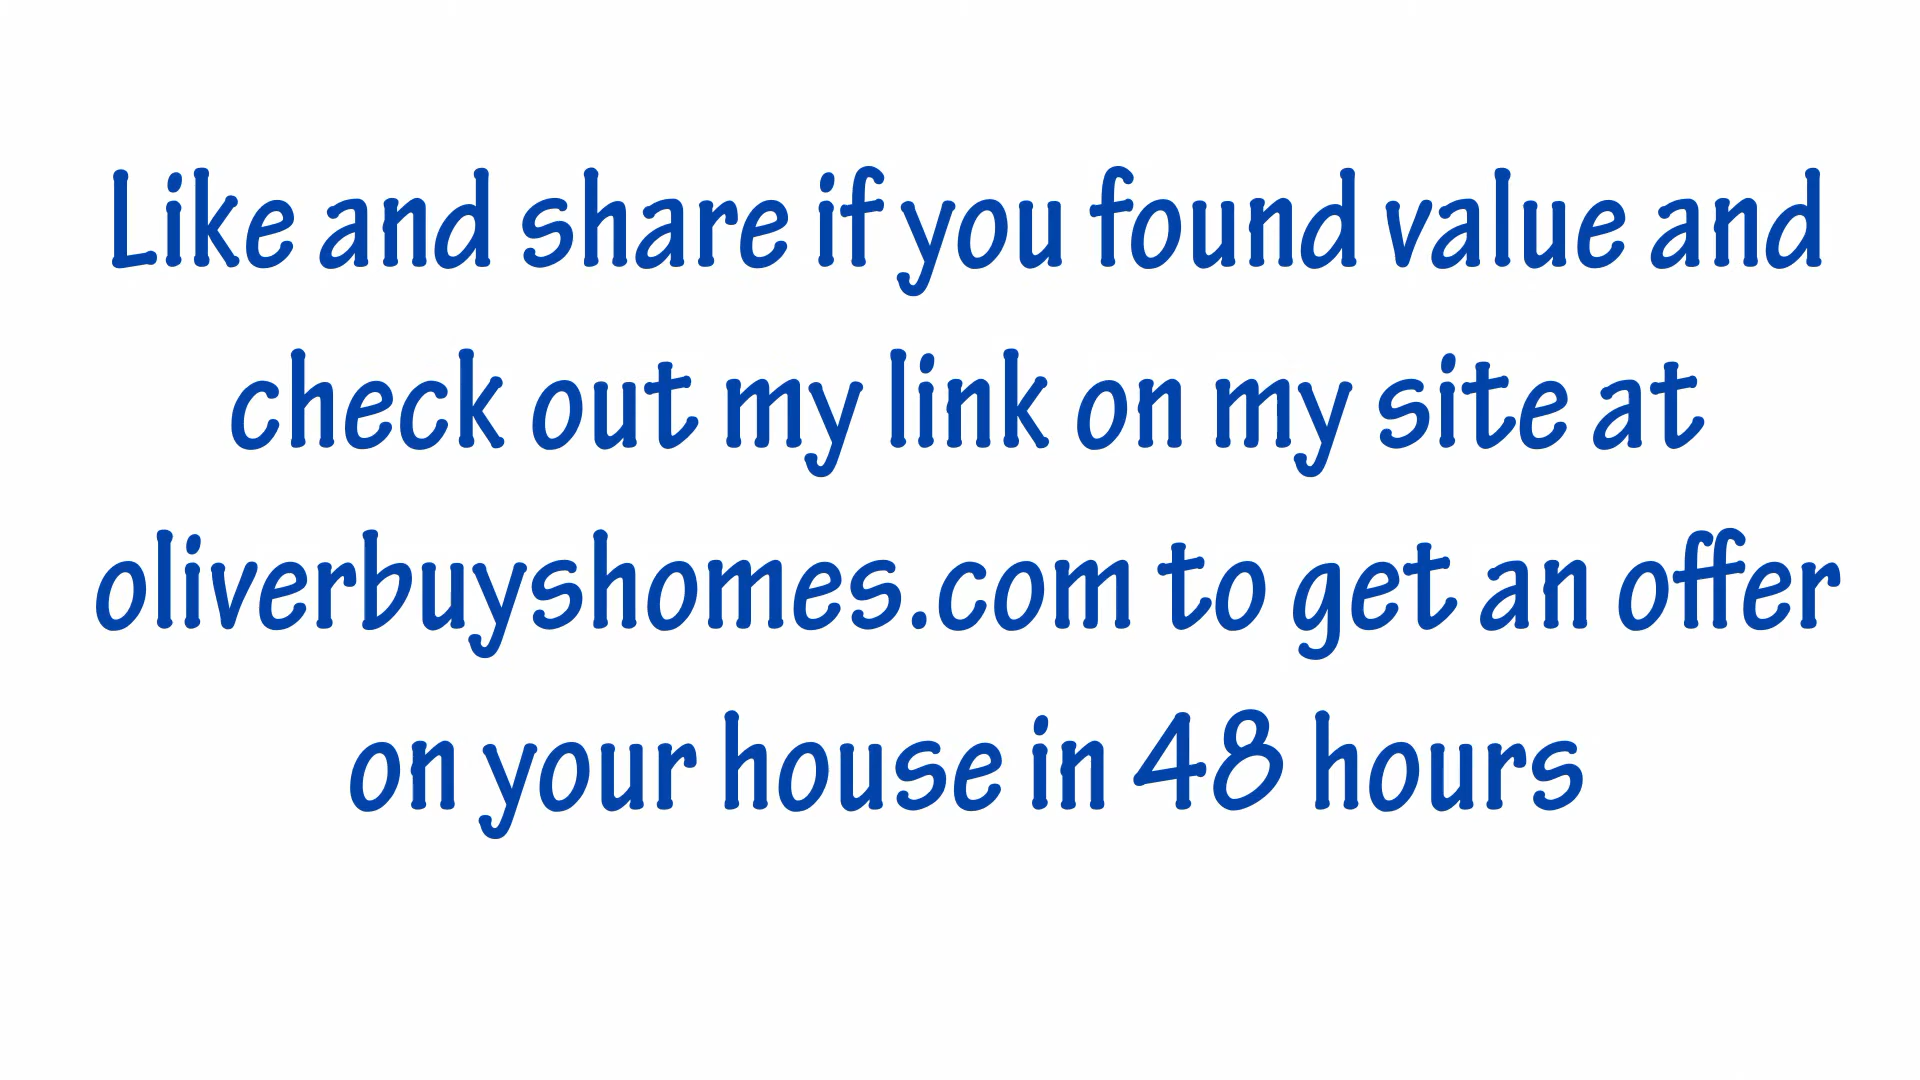 Like and share if you found value and
check out my link on my site at
oliverbuyshomes.com to get an offer
on your house in 48 hours